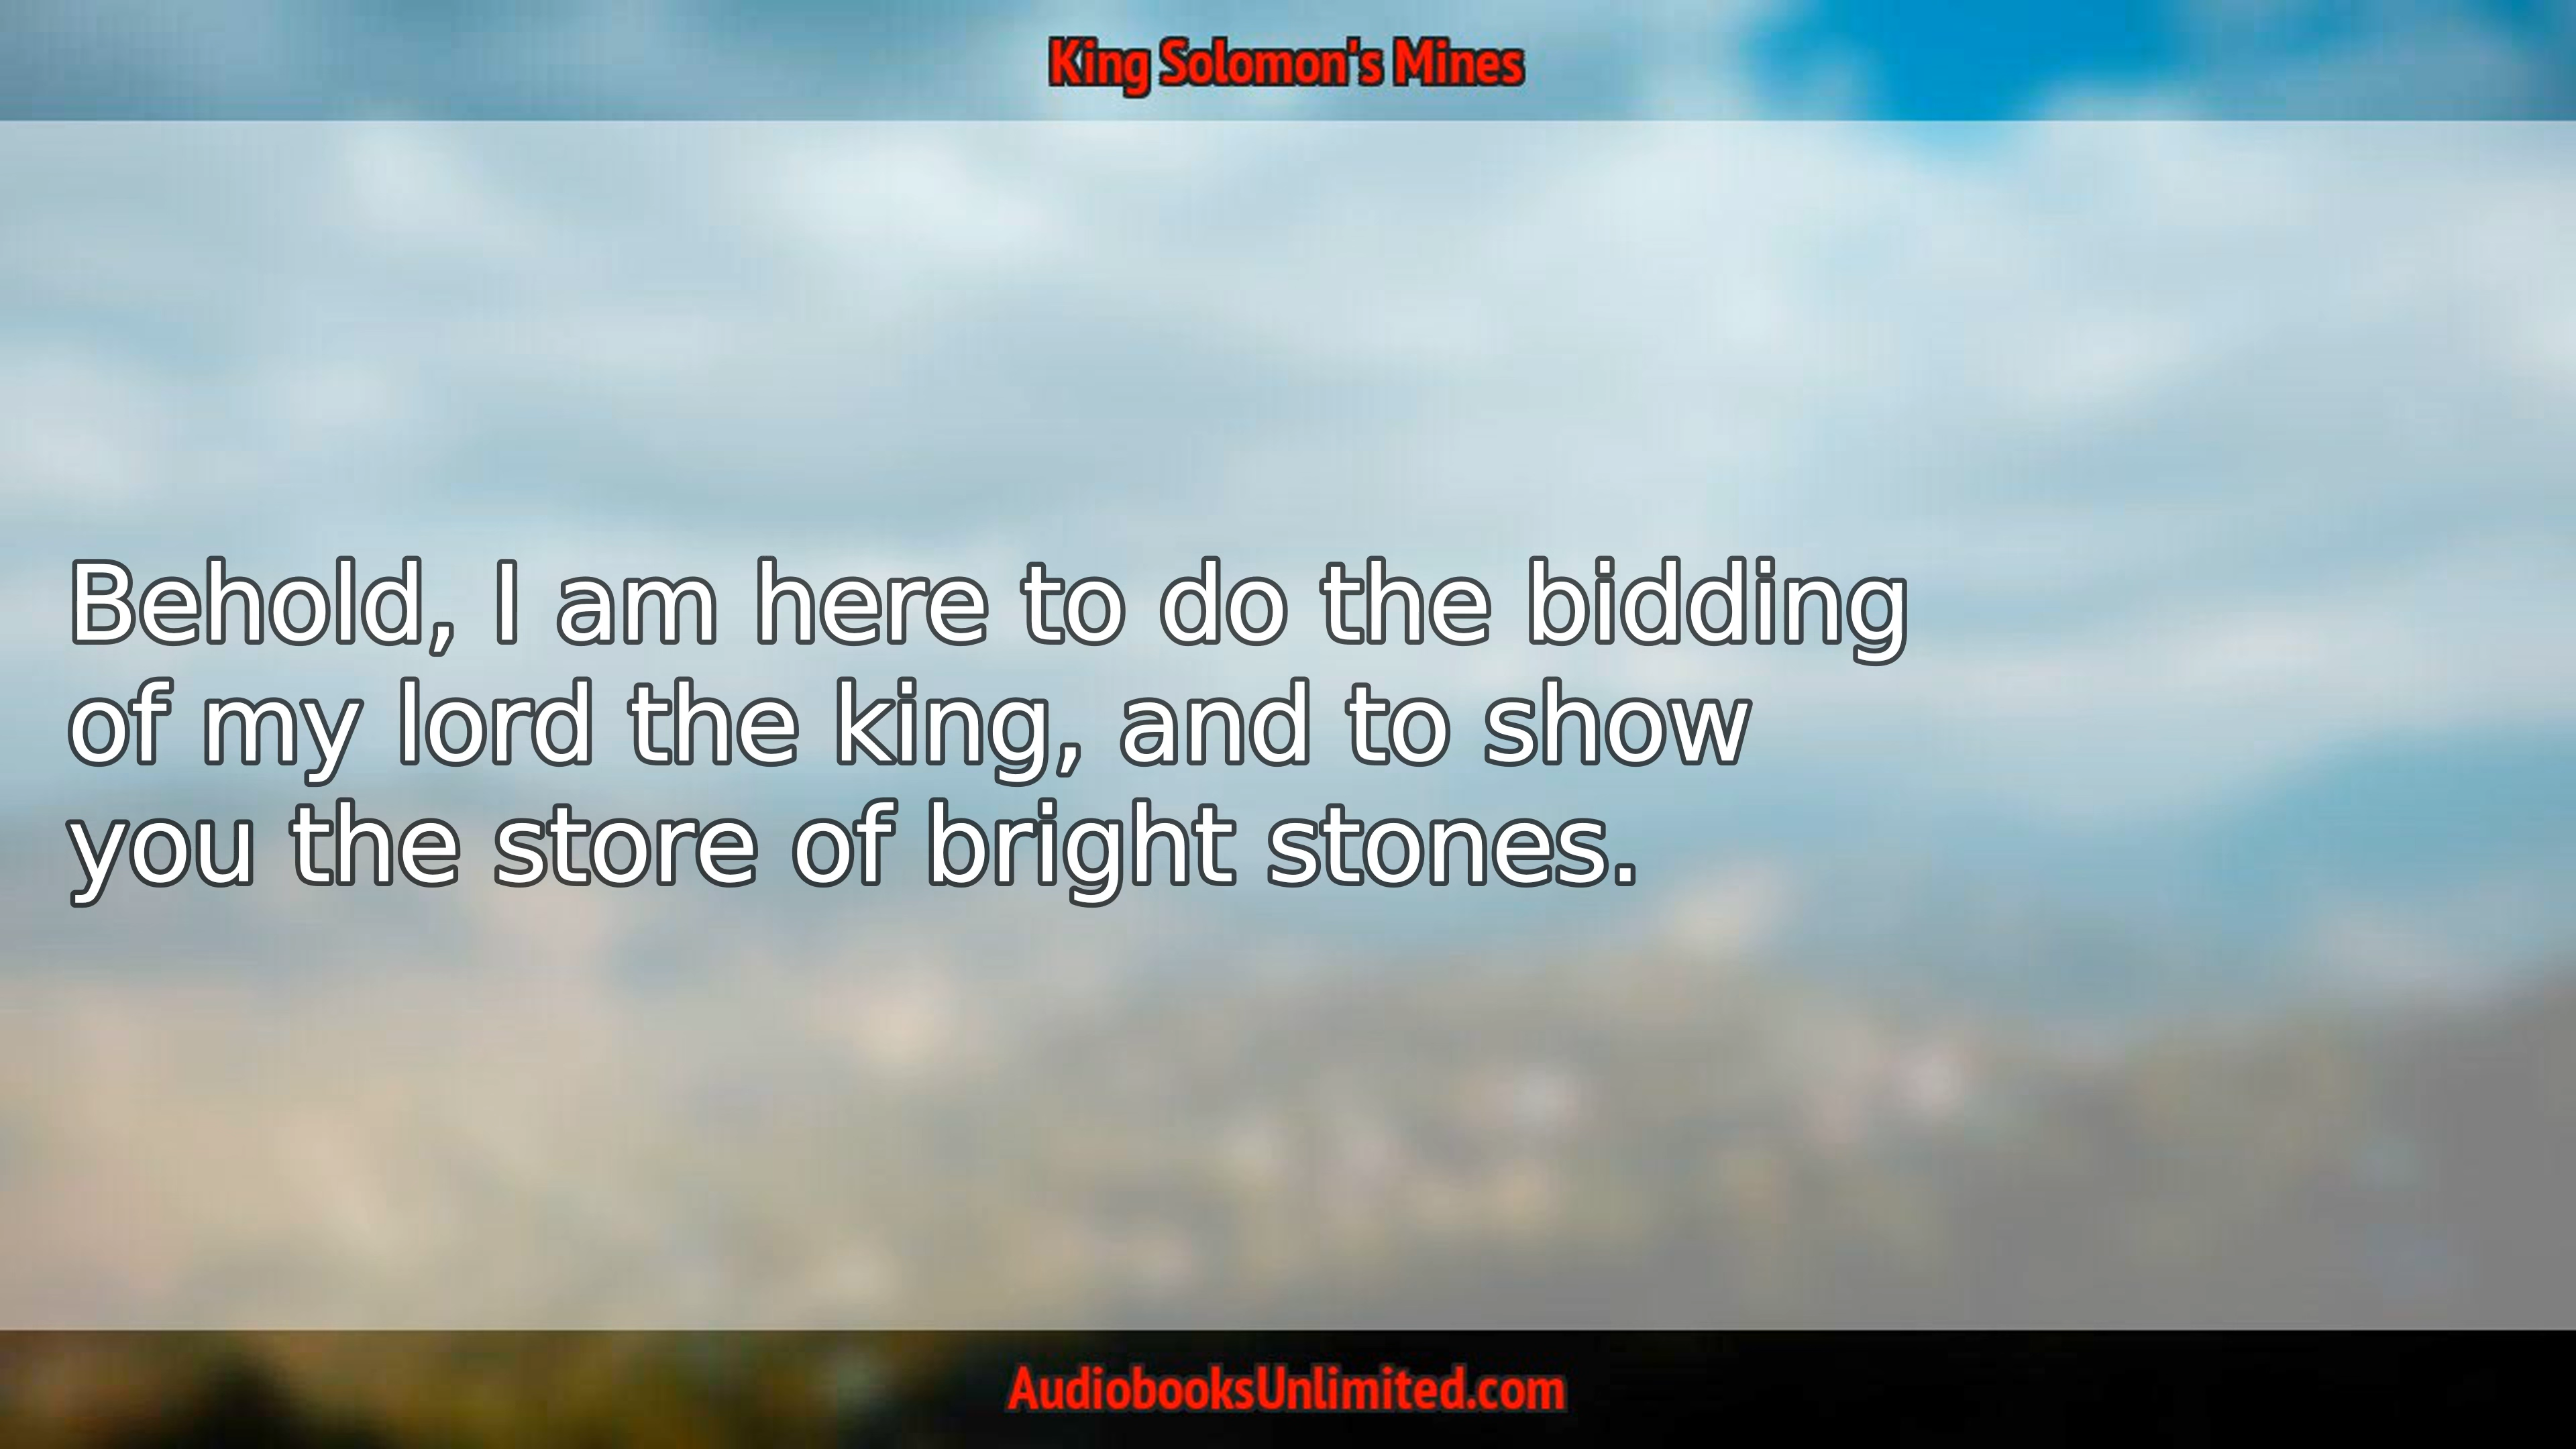 King Solomon's Mines
Behold, I am here to do the bidding
of my lord the king, and to show
you the store of bright stones.
AudiobooksUnlimited.com